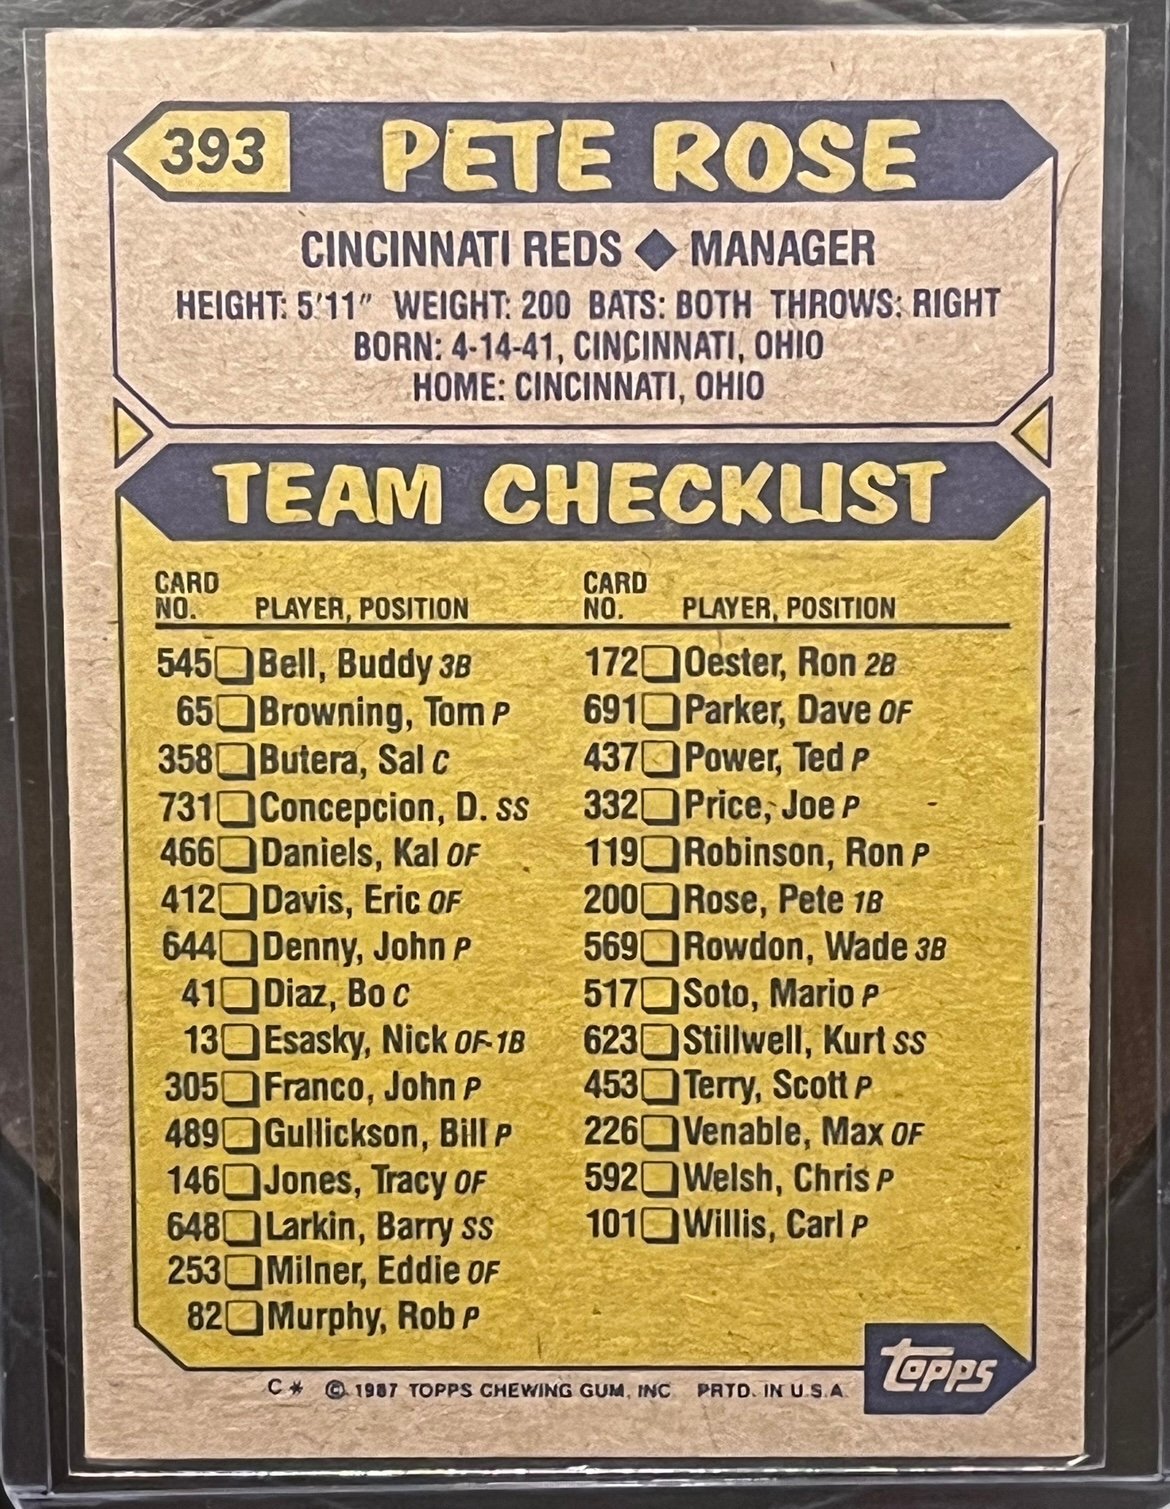 393 PETE ROSE
CINCINNATI REDS ◆ MANAGER
HEIGHT: 5'11" WEIGHT: 200 BATS: BOTH THROWS: RIGHT
BORN: 4-14-41, CINCINNATI, OHIO
HOME: CINCINNATI, OHIO
TEAM CHECKLIST
CARD
NO. PLAYER, POSITION
545 Bell, Buddy 3B
65 Browning, Tom P
358 Butera, Sal C
731 Concepcion, D. SS
466 Daniels, Kal OF
412 Davis, Eric OF
644 Denny, John P
41 Diaz, Bo C
13 Esasky, Nick OF-1B
305 Franco, John P
489 Gullickson, Bill P
146 Jones, Tracy OF
648 Larkin, Barry SS
253 Milner, Eddie OF
82 Murphy, Rob P
CARD
NO. PLAYER, POSITION
172 Oester, Ron 2B
691 Parker, Dave OF
437 Power, Ted P
332 Price, Joe P
119 Robinson, Ron P
200 Rose, Pete 1B
569 Rowdon, Wade 3B
517 Soto, Mario P
623 Stillwell, Kurt SS
453 Terry, Scott P
226 Venable, Max OF
592 Welsh, Chris P
101 Willis, Carl P
C* © 1987 TOPPS CHEWING GUM, INC. PRTD. IN U.S.A.
TOPPS